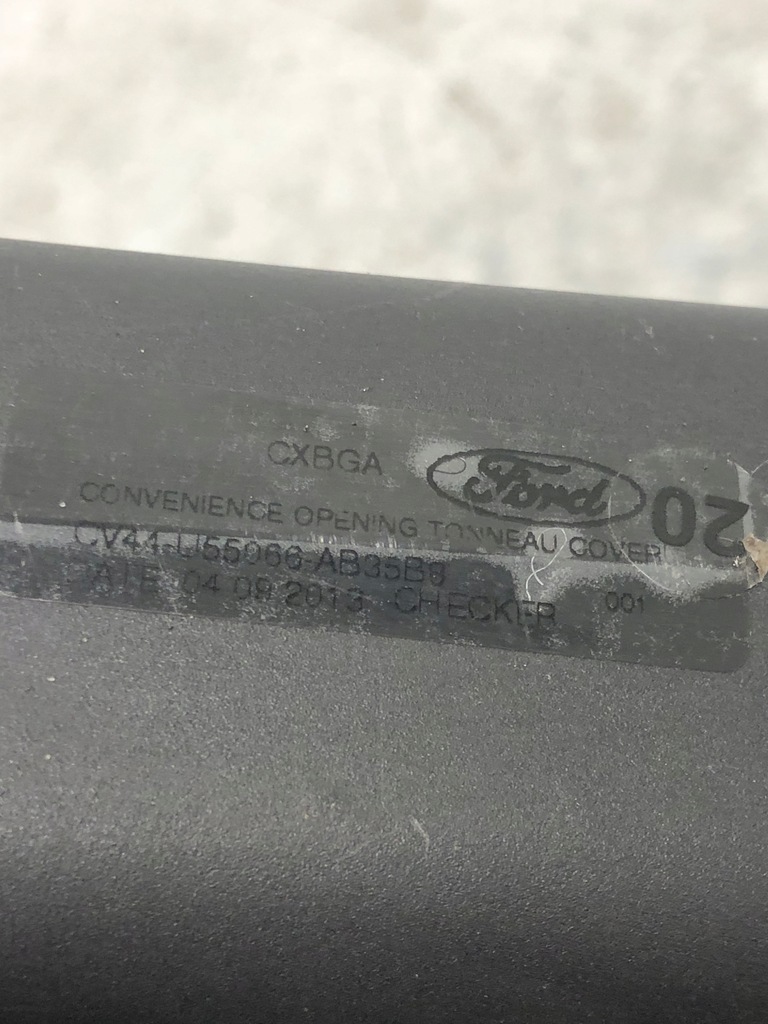 CXBGA
Ford
20
CONVENIENCE OPENING TONNEAU COVER
CV44-U55066-AB35B8
DATE 04 09 2013 CHECKER 001